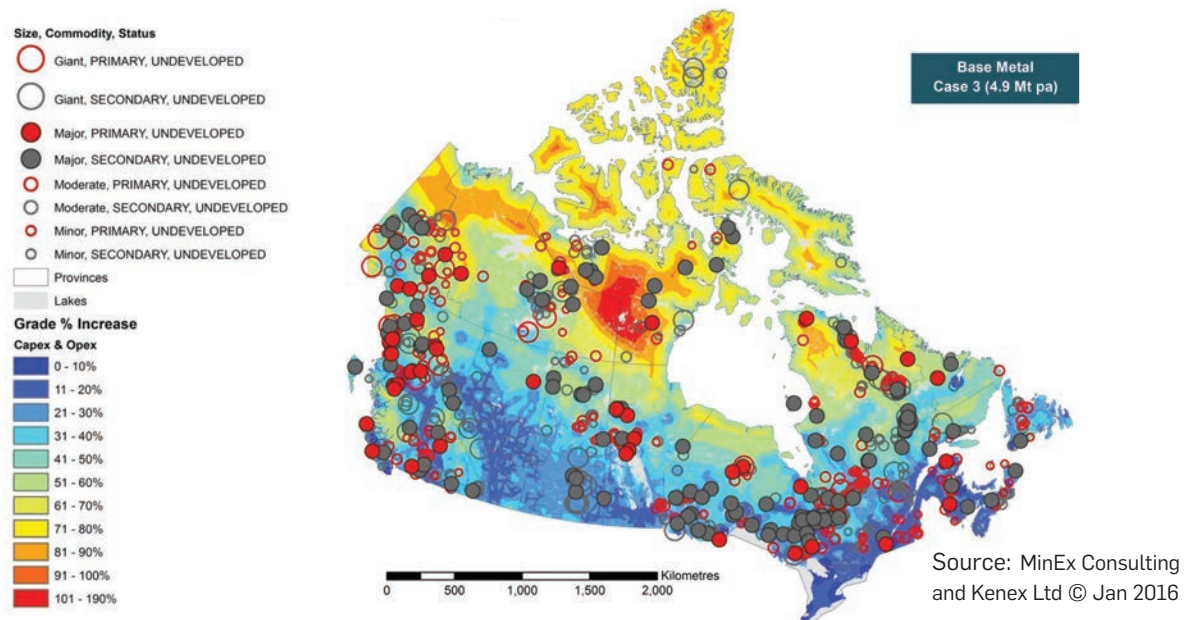 Size, Commodity, Status
Giant, PRIMARY, UNDEVELOPED
Giant, SECONDARY, UNDEVELOPED
Major, PRIMARY, UNDEVELOPED
Major, SECONDARY, UNDEVELOPED
Moderate, PRIMARY, UNDEVELOPED
Moderate, SECONDARY, UNDEVELOPED
Minor, PRIMARY, UNDEVELOPED
Minor, SECONDARY, UNDEVELOPED
Provinces
Lakes
Grade % Increase
Capex & Opex
0 - 10%
11 - 20%
21 - 30%
31 - 40%
41 - 50%
51 - 60%
61 - 70%
71 - 80%
81 - 90%
91 - 100%
101 - 190%
Base Metal
Case 3 (4.9 Mt pa)
Kilometres
0 500 1,000 1,500 2,000
Source: MinEx Consulting
and Kenex Ltd © Jan 2016